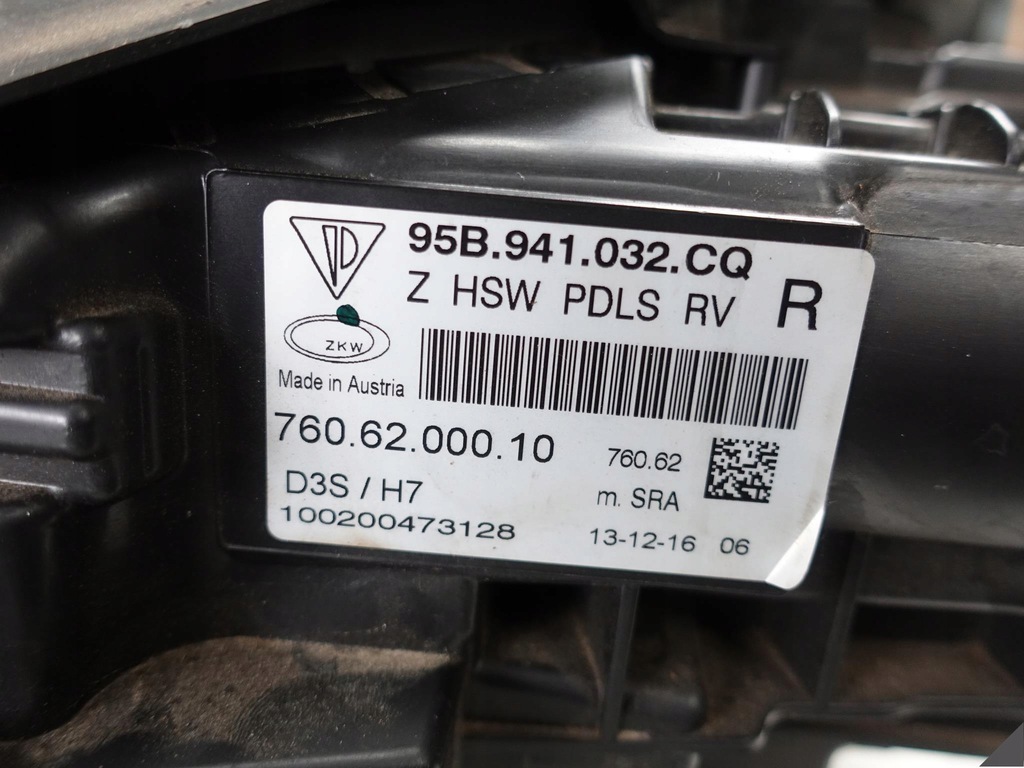 95B.941.032.CQ
Z HSW PDLS RV R
ZKW
Made in Austria
760.62.000.10
760.62
D3S / H7
m. SRA
100200473128
13-12-16 06